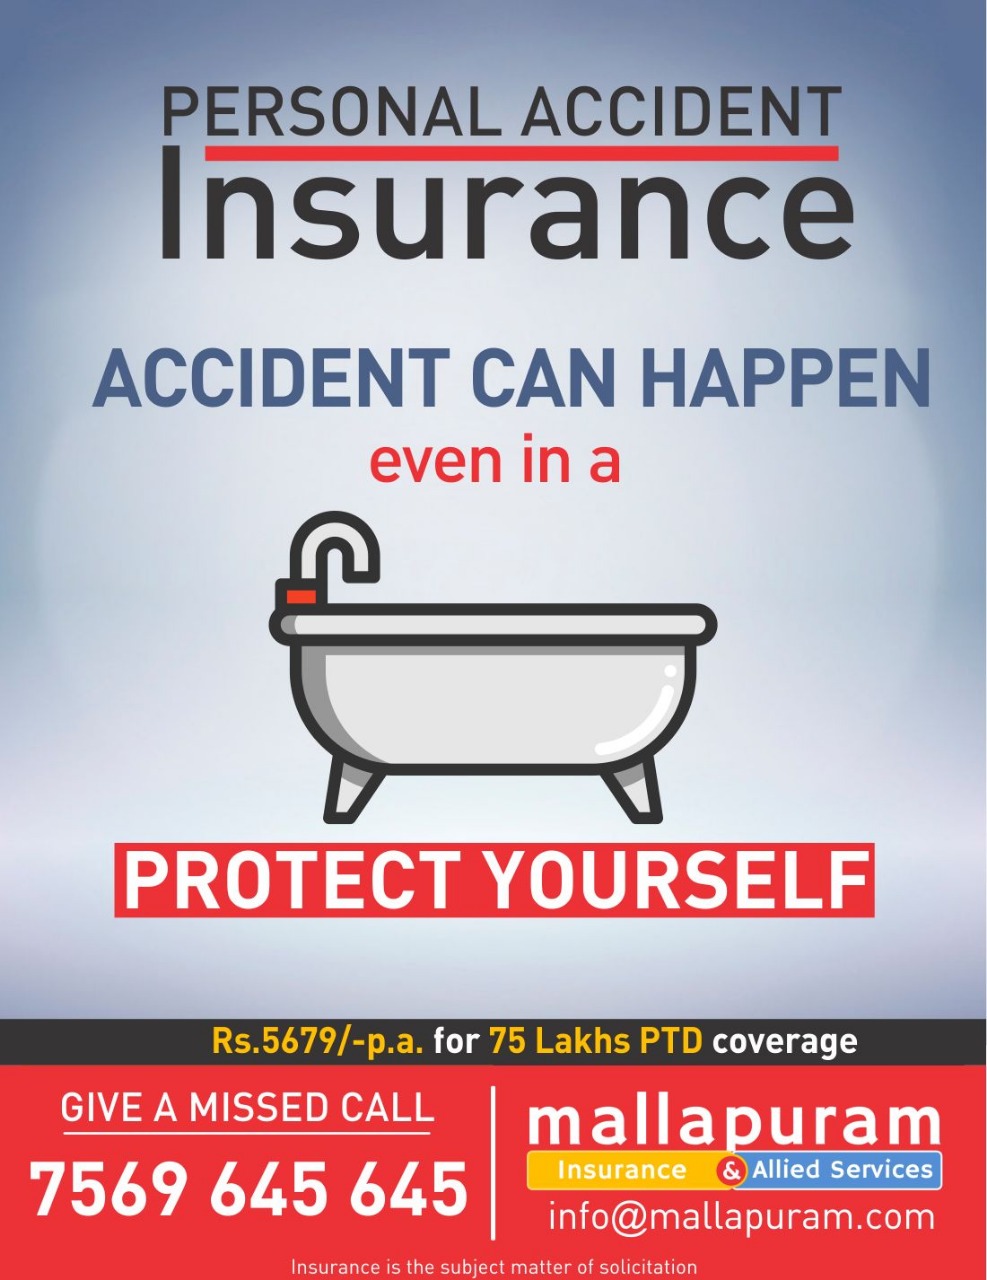 PERSONAL ACCIDENT
Insurance
ACCIDENT CAN HAPPEN
even in a
PROTECT YOURSELF
Rs.5679/-p.a. for 75 Lakhs PTD coverage
GIVE A MISSED CALL
7569 645 645
mallapuram
Insurance & Allied Services
info@mallapuram.com
Insurance is the subject matter of solicitation